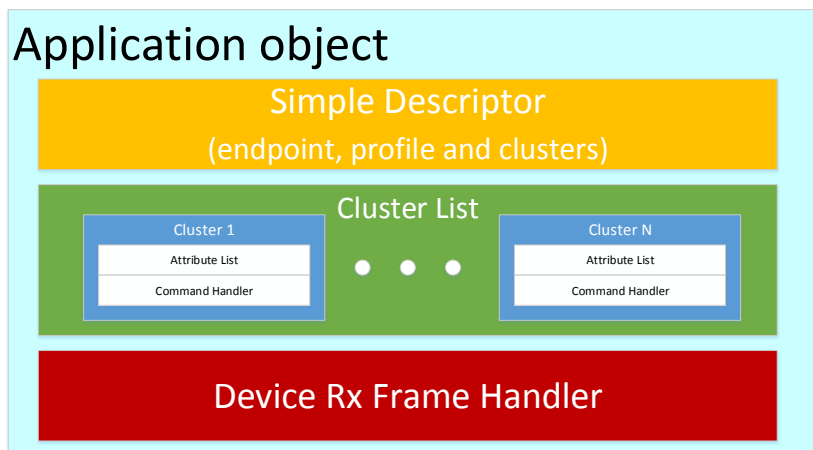 Application object
Simple Descriptor
(endpoint, profile and clusters)
Cluster List
Cluster 1
Attribute List
Command Handler
Cluster N
Attribute List
Command Handler
Device Rx Frame Handler